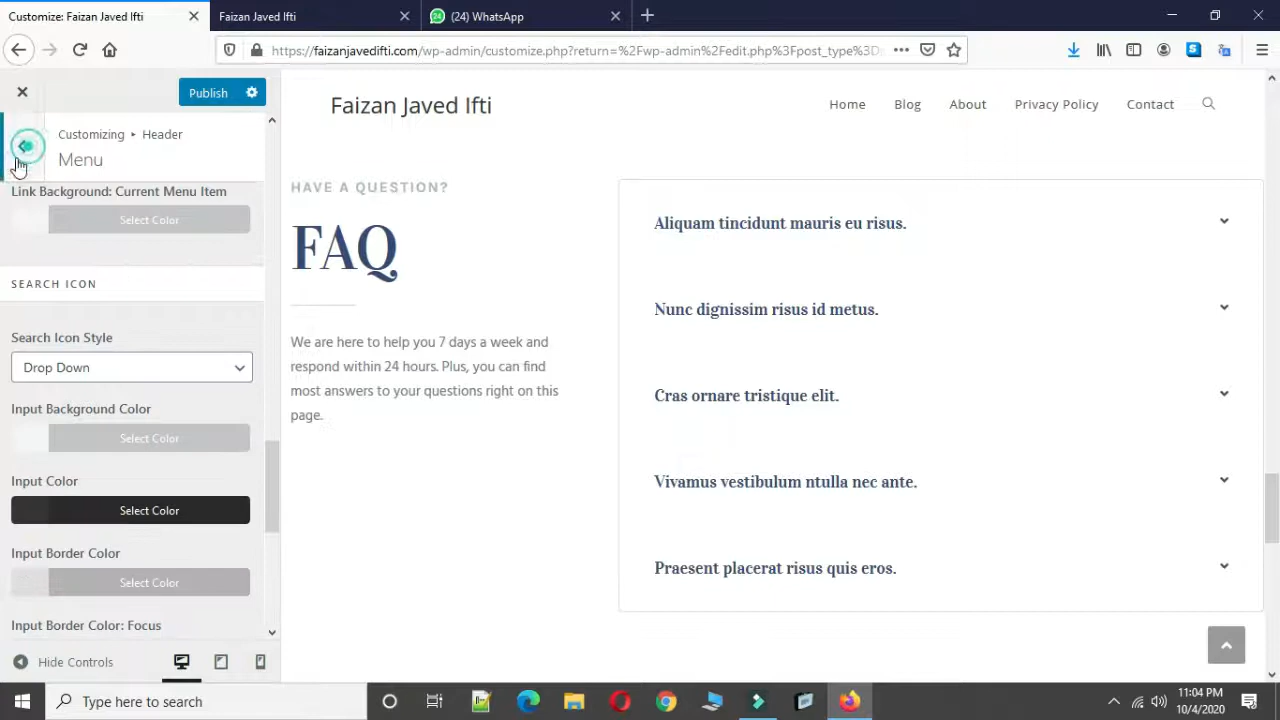 Customize: Faizan Javed Ifti
Faizan Javed Ifti
(24) WhatsApp
https://faizanjavedifti.com/wp-admin/customize.php?return=%2Fwp-admin%2Fedit.php%3Fpost_type%3D
Publish
Customizing ▸ Header
Menu
Link Background: Current Menu Item
Select Color
SEARCH ICON
Search Icon Style
Drop Down
Input Background Color
Select Color
Input Color
Select Color
Input Border Color
Select Color
Input Border Color: Focus
Hide Controls
Faizan Javed Ifti
Home Blog About Privacy Policy Contact
HAVE A QUESTION?
FAQ
We are here to help you 7 days a week and
respond within 24 hours. Plus, you can find
most answers to your questions right on this
page.
Aliquam tincidunt mauris eu risus.
Nunc dignissim risus id metus.
Cras ornare tristique elit.
Vivamus vestibulum ntulla nec ante.
Praesent placerat risus quis eros.
Type here to search
11:04 PM
10/4/2020